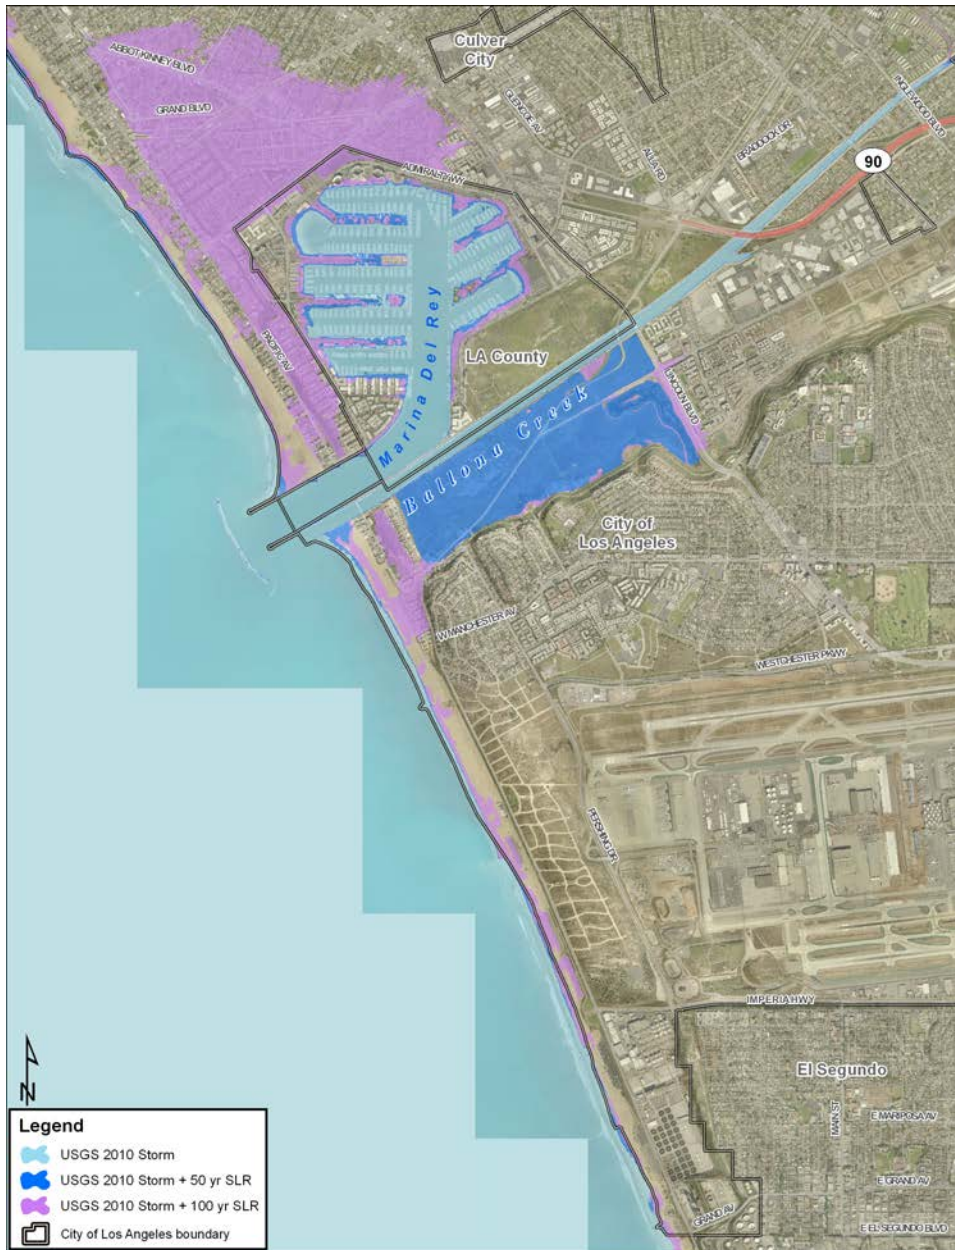 Culver
City
ABBOT KINNEY BLVD
GRAND BLVD
GLENCOE AV
INGLEWOOD BLVD
BRADDOCK DR
ALLA RD
90
ADMIRALTY WY
Marina Del Rey
PACIFIC AV
LA County
LINCOLN BLVD
Ballona Creek
City of
Los Angeles
W MANCHESTER AV
WESTCHESTER PKWY
PERSHING DR
IMPERIAHWY
El Segundo
MAIN ST
E MARIPOSA AV
E GRAND AV
GRAND AV
E EL SEGUNDO BLVD
N
Legend
USGS 2010 Storm
USGS 2010 Storm + 50 yr SLR
USGS 2010 Storm + 100 yr SLR
City of Los Angeles boundary